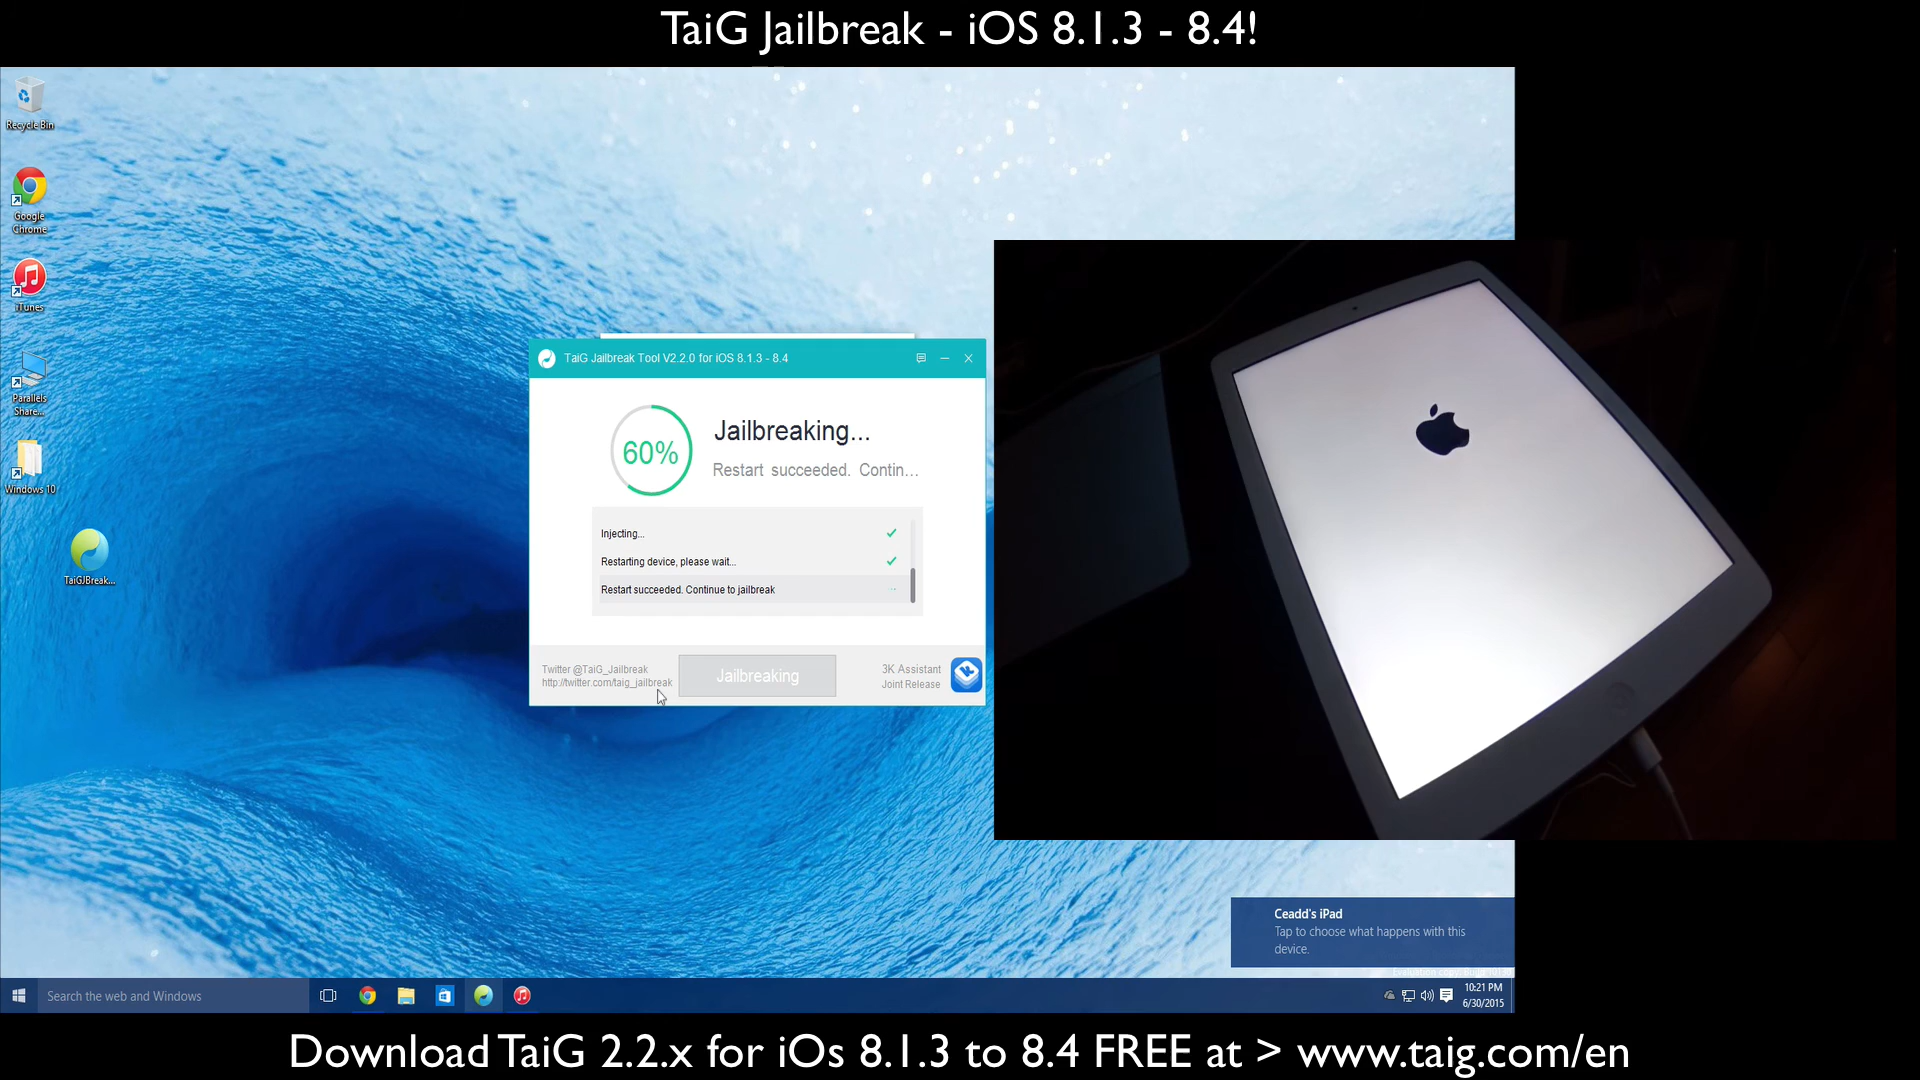 TaiG Jailbreak - iOS 8.1.3 - 8.4!
Recycle Bin
Google
Chrome
iTunes
Parallels
Share...
Windows 10
TaiGJBreak...
TaiG Jailbreak Tool V2.2.0 for iOS 8.1.3 - 8.4
60%
Jailbreaking...
Restart succeeded. Contin...
Injecting...
Restarting device, please wait...
Restart succeeded. Continue to jailbreak
Twitter @TaiG_Jailbreak
http://twitter.com/taig_jailbreak
Jailbreaking
3K Assistant
Joint Release
Ceadd's iPad
Tap to choose what happens with this
device.
Evaluation copy.
Search the web and Windows
10:21 PM
6/30/2015
Download TaiG 2.2.x for iOs 8.1.3 to 8.4 FREE at > www.taig.com/en